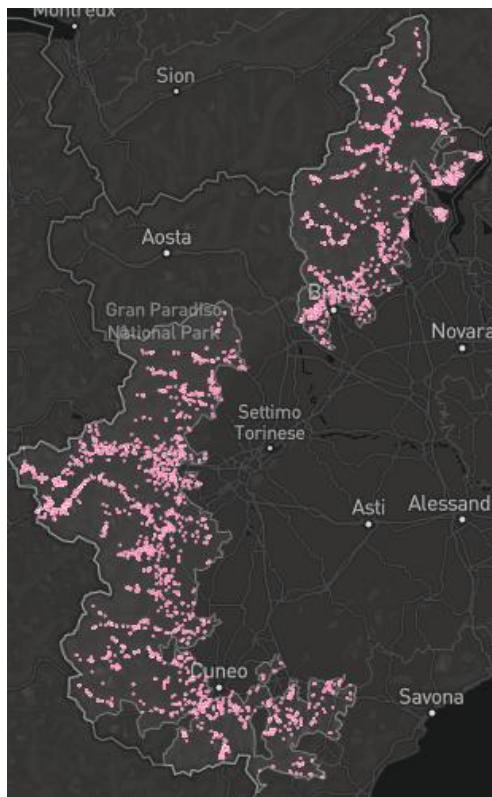 Montreux
Sion
Aosta
Gran Paradiso
National Park
Novara
Settimo
Torinese
Asti
Alessand
Cuneo
Savona